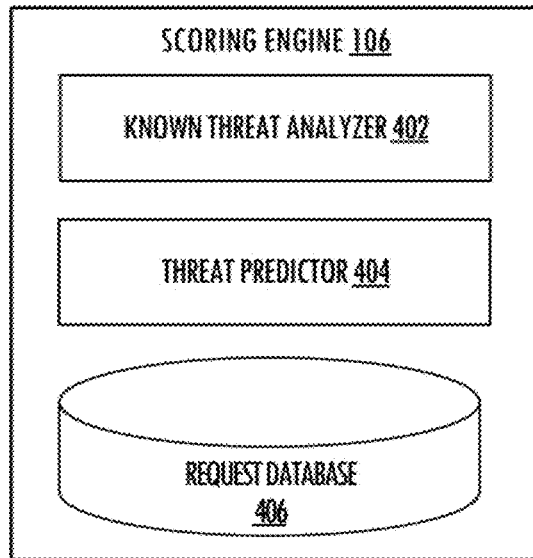 SCORING ENGINE 106
KNOWN THREAT ANALYZER 402
THREAT PREDICTOR 404
REQUEST DATABASE
406